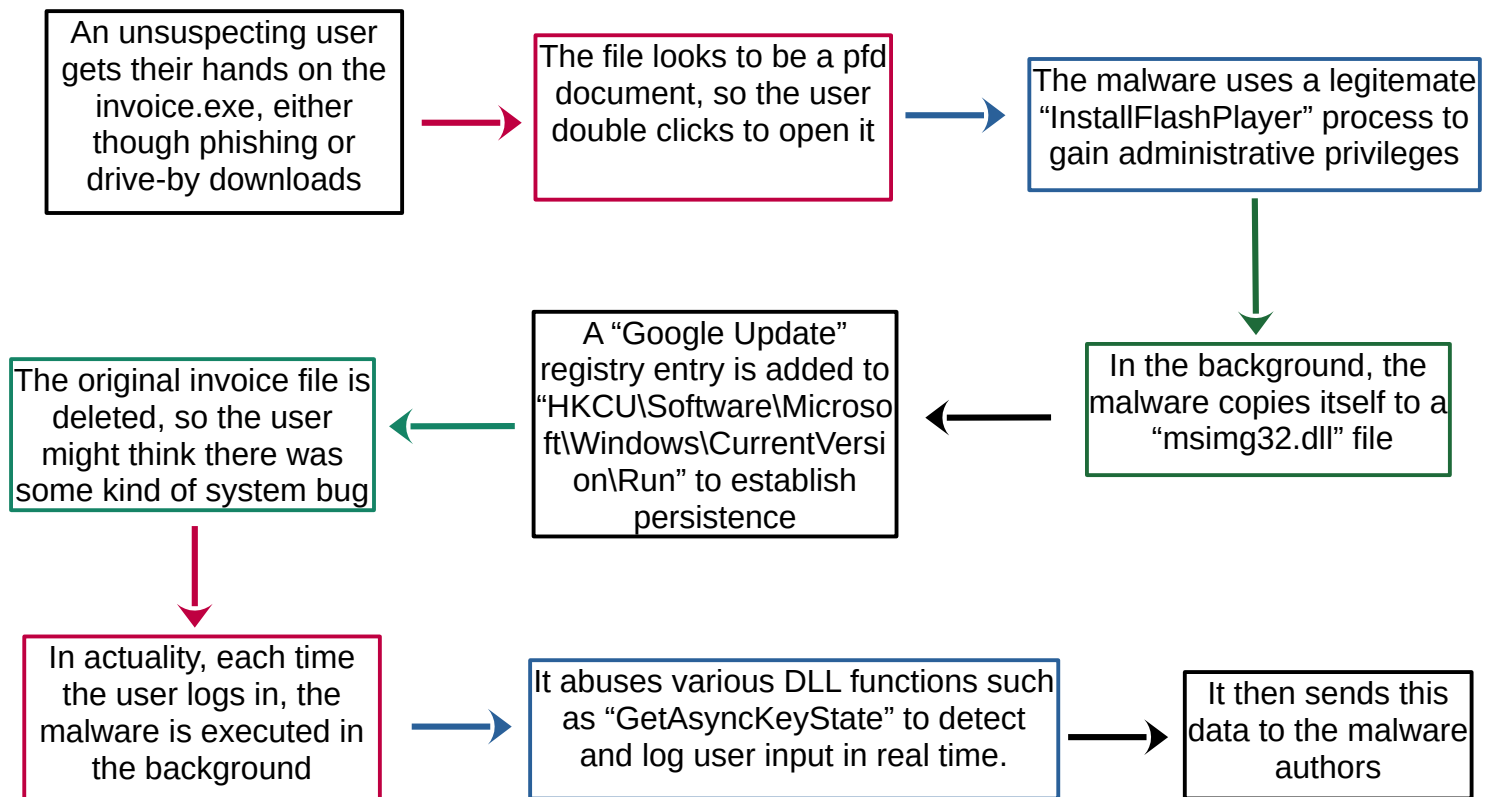 An unsuspecting user
gets their hands on the
invoice.exe, either
though phishing or
drive-by downloads
The file looks to be a pfd
document, so the user
double clicks to open it
The malware uses a legitemate
“InstallFlashPlayer” process to
gain administrative privileges
In the background, the
malware copies itself to a
“msimg32.dll” file
A “Google Update”
registry entry is added to
“HKCU\Software\Microso
ft\Windows\CurrentVersi
on\Run” to establish
persistence
The original invoice file is
deleted, so the user
might think there was
some kind of system bug
In actuality, each time
the user logs in, the
malware is executed in
the background
It abuses various DLL functions such
as “GetAsyncKeyState” to detect
and log user input in real time.
It then sends this
data to the malware
authors